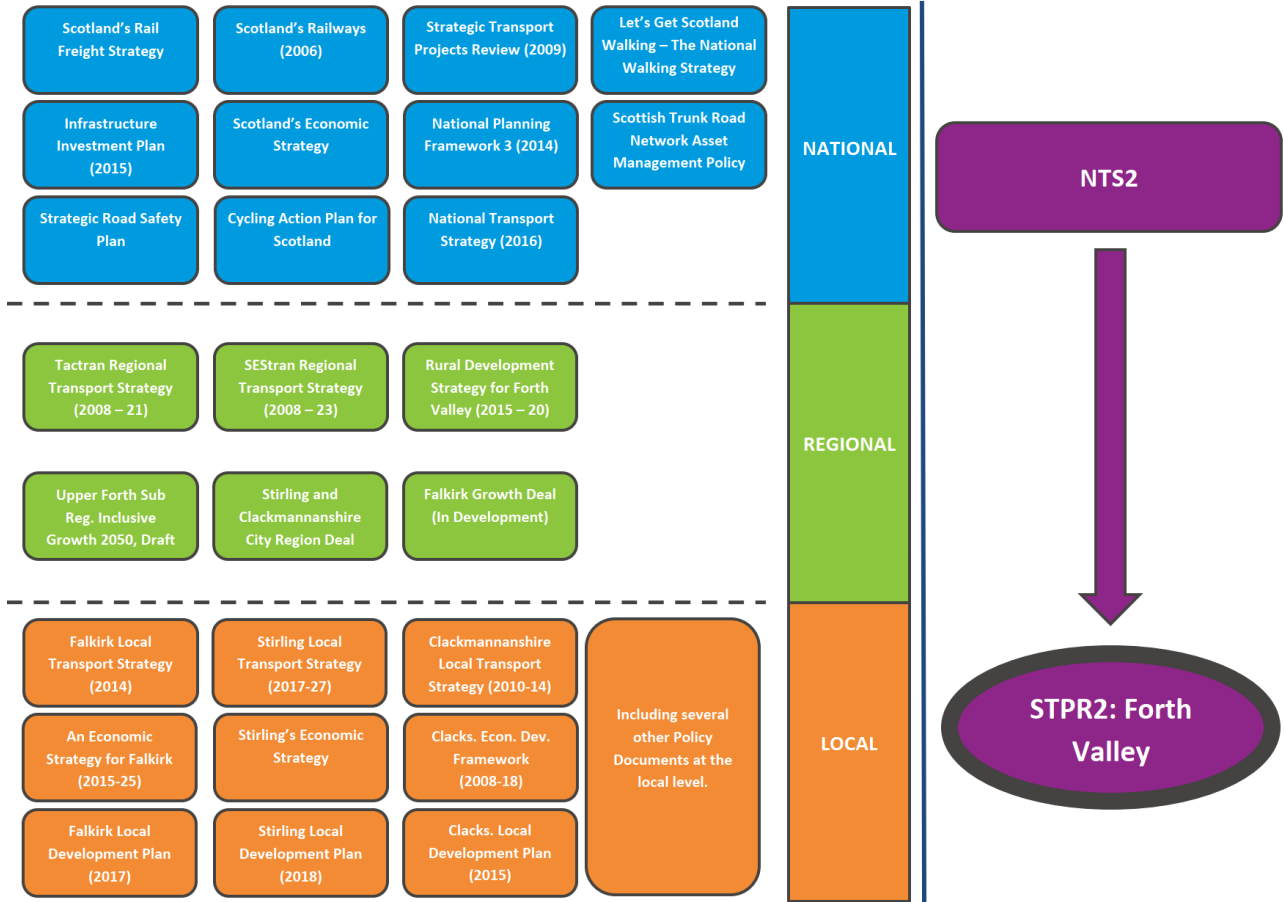 Scotland's Rail
Freight Strategy
Scotland's Railways
(2006)
Strategic Transport
Projects Review (2009)
Let's Get Scotland
Walking – The National
Walking Strategy
Infrastructure
Investment Plan
(2015)
Scotland's Economic
Strategy
National Planning
Framework 3 (2014)
Scottish Trunk Road
Network Asset
Management Policy
Strategic Road Safety
Plan
Cycling Action Plan for
Scotland
National Transport
Strategy (2016)
NATIONAL
Tactran Regional
Transport Strategy
(2008 – 21)
SEStran Regional
Transport Strategy
(2008 – 23)
Rural Development
Strategy for Forth
Valley (2015 – 20)
Upper Forth Sub
Reg. Inclusive
Growth 2050, Draft
Stirling and
Clackmannanshire
City Region Deal
Falkirk Growth Deal
(In Development)
REGIONAL
Falkirk Local
Transport Strategy
(2014)
Stirling Local
Transport Strategy
(2017-27)
Clackmannanshire
Local Transport
Strategy (2010-14)
An Economic
Strategy for Falkirk
(2015-25)
Stirling's Economic
Strategy
Clacks. Econ. Dev.
Framework
(2008-18)
Falkirk Local
Development Plan
(2017)
Stirling Local
Development Plan
(2018)
Clacks. Local
Development Plan
(2015)
Including several
other Policy
Documents at the
local level.
LOCAL
NTS2
STPR2: Forth
Valley